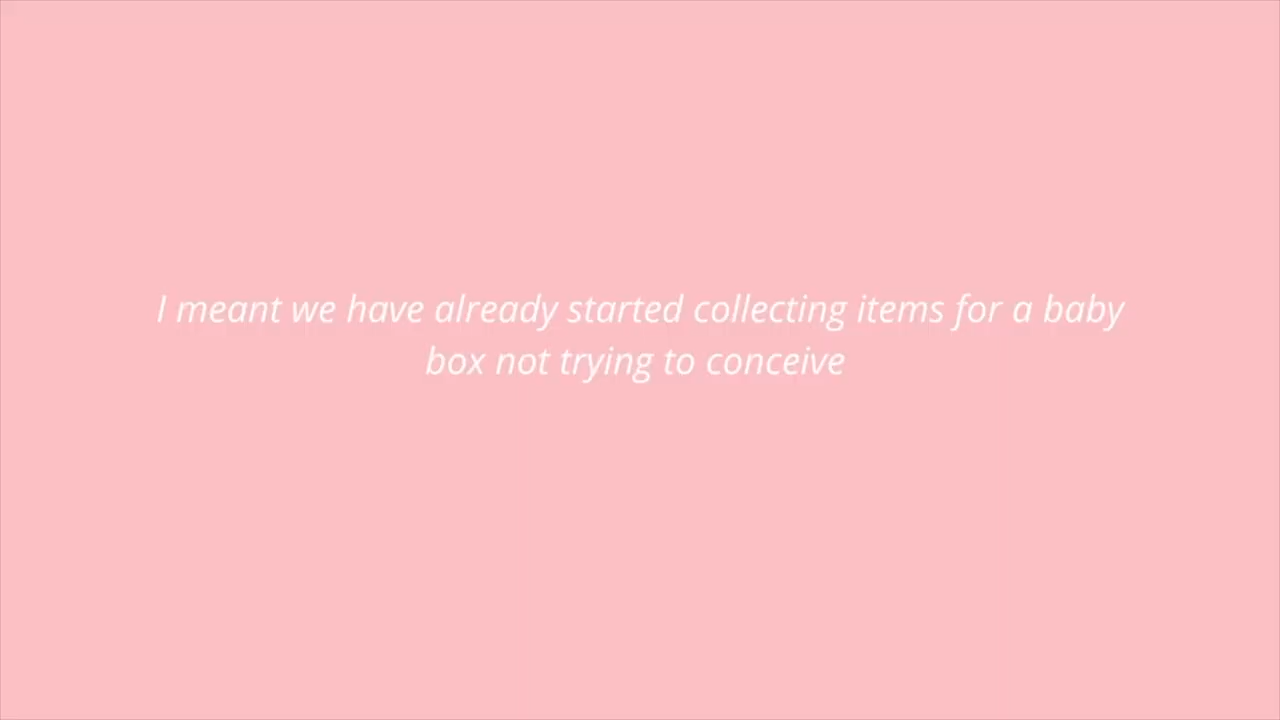 I meant we have already started collecting items for a baby
box not trying to conceive